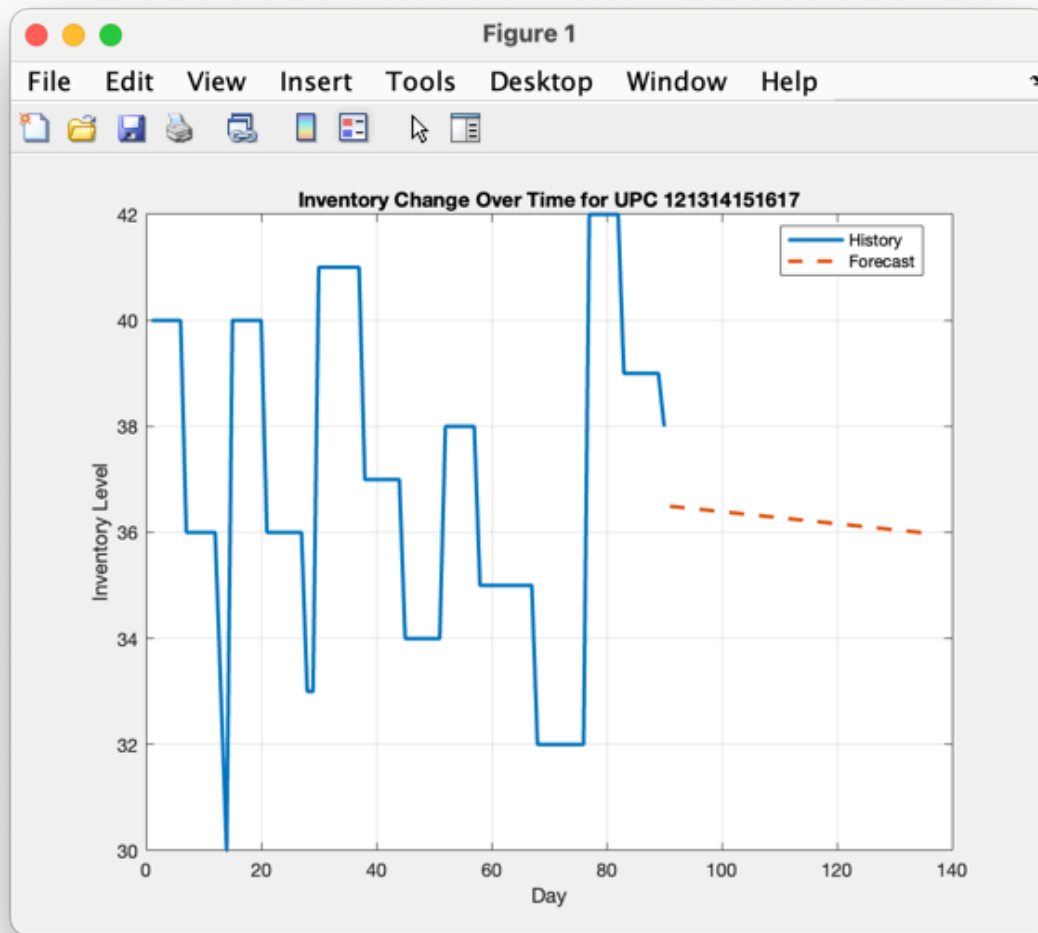 Figure 1
File Edit View Insert Tools Desktop Window Help
Inventory Change Over Time for UPC 121314151617
History
Forecast
42
40
38
36
34
32
30
Inventory Level
0 20 40 60 80 100 120 140
Day